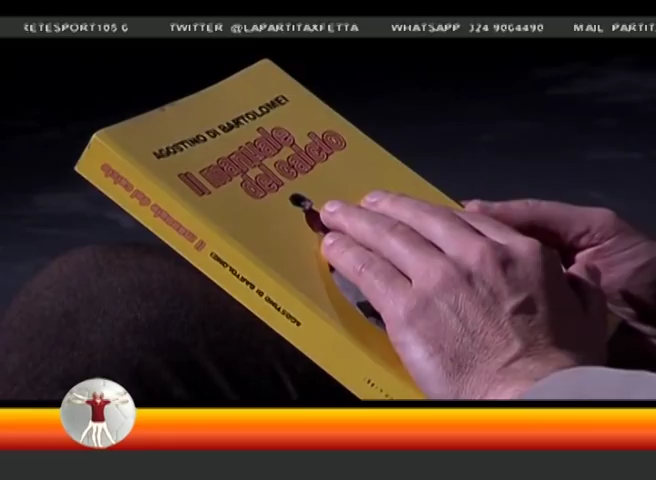 RETESPORT105 6 TWITTER @LAPARTITAXFETTA WHATSAPP 324 9064490 MAIL PARTIT
AGOSTINO DI BARTOLOMEI
Il manuale
del calcio
Il manuale del calcio
AGOSTINO DI BARTOLOMEI